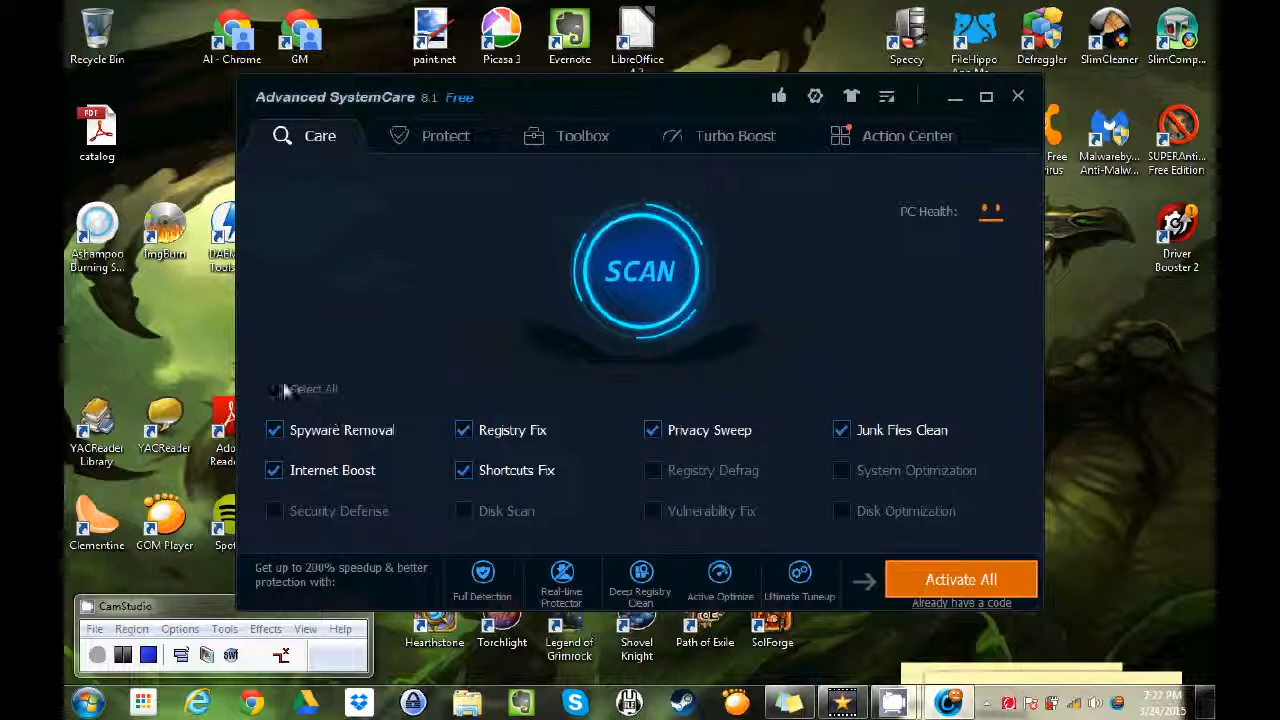 Recycle Bin
AI - Chrome
GM
paint.net
Picasa 3
Evernote
LibreOffice
Speccy
FileHippo
Defraggler
SlimCleaner
SlimComp...
Advanced SystemCare 8.1 Free
Care
Protect
Toolbox
Turbo Boost
Action Center
PDF
catalog
Free
Malwareby...
Anti-Malw...
SUPERAnti...
Free Edition
PC Health:
SCAN
Ashampoo
Burning S...
ImgBurn
Driver
Booster 2
Select All
Spyware Removal
Registry Fix
Privacy Sweep
Junk Files Clean
Internet Boost
Shortcuts Fix
Registry Defrag
System Optimization
Security Defense
Disk Scan
Vulnerability Fix
Disk Optimization
YACReader
Library
YACReader
Clementine
GOM Player
Get up to 200% speedup & better
protection with:
Full Detection
Real-time
Protector
Deep Registry
Clean
Active Optimize
Ultimate Tuneup
Activate All
Already have a code
CamStudio
File Region Options Tools Effects View Help
SWF
Hearthstone
Torchlight
Legend of
Grimrock
Shovel
Knight
Path of Exile
SolForge
7:22 PM
3/24/2015